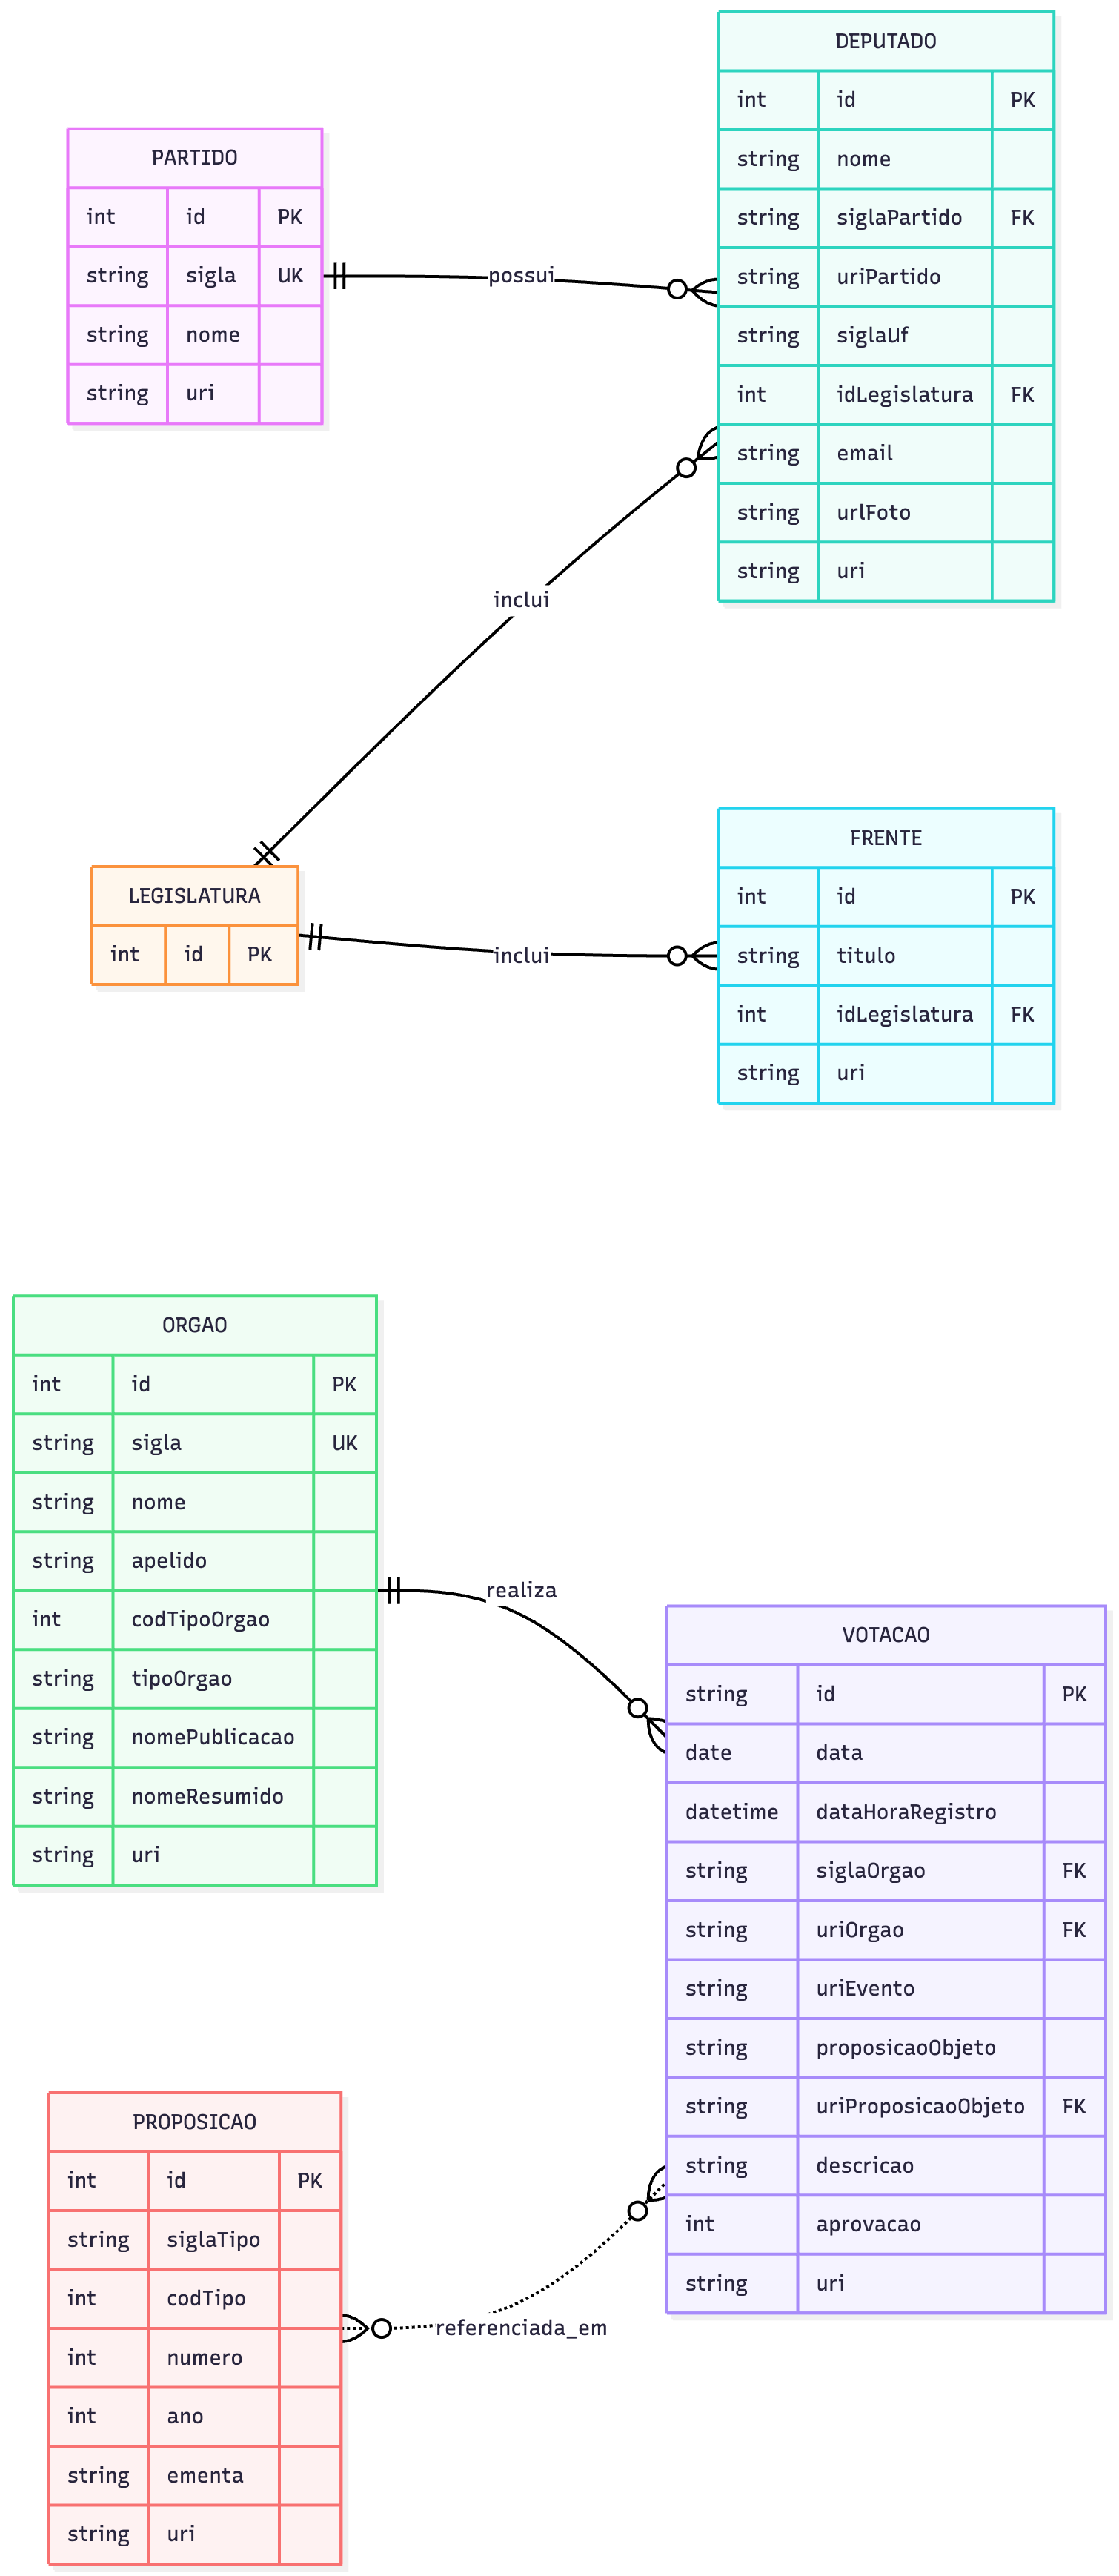 DEPUTADO
int id PK
string nome
string siglaPartido FK
string uriPartido
string siglaUf
int idLegislatura FK
string email
string urlFoto
string uri
PARTIDO
int id PK
string sigla UK
string nome
string uri
possui
inclui
LEGISLATURA
int id PK
inclui
FRENTE
int id PK
string titulo
int idLegislatura FK
string uri
ORGAO
int id PK
string sigla UK
string nome
string apelido
int codTipoOrgao
string tipoOrgao
string nomePublicacao
string nomeResumido
string uri
realiza
VOTACAO
string id PK
date data
datetime dataHoraRegistro
string siglaOrgao FK
string uriOrgao FK
string uriEvento
string proposicaoObjeto
string uriProposicaoObjeto FK
string descricao
int aprovacao
string uri
PROPOSICAO
int id PK
string siglaTipo
int codTipo
int numero
int ano
string ementa
string uri
referenciada_em